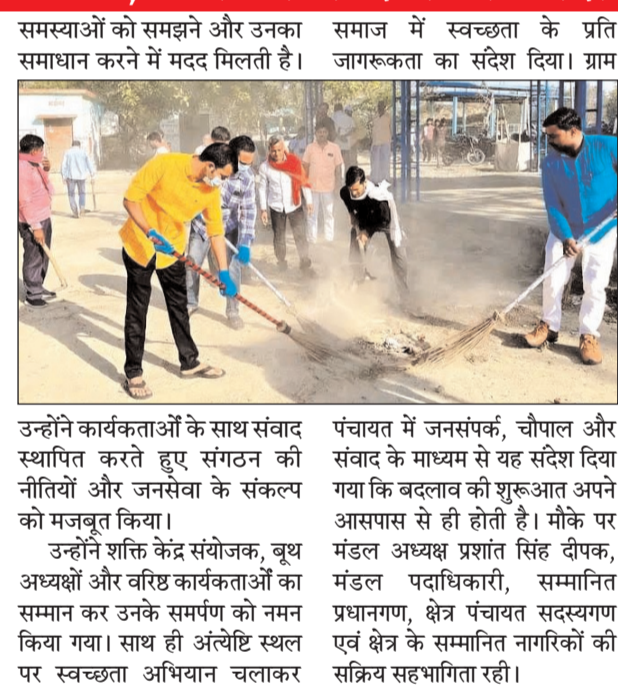 समस्याओं को समझने और उनका
समाधान करने में मदद मिलती है।
उन्होंने कार्यकर्ताओं के साथ संवाद
स्थापित करते हुए संगठन की
नीतियों और जनसेवा के संकल्प
को मजबूत किया।
उन्होंने शक्ति केंद्र संयोजक, बूथ
अध्यक्षों और वरिष्ठ कार्यकर्ताओं का
सम्मान कर उनके समर्पण को नमन
किया गया। साथ ही अंत्येष्टि स्थल
पर स्वच्छता अभियान चलाकर
समाज में स्वच्छता के प्रति
जागरूकता का संदेश दिया। ग्राम
पंचायत में जनसंपर्क, चौपाल और
संवाद के माध्यम से यह संदेश दिया
गया कि बदलाव की शुरूआत अपने
आसपास से ही होती है। मौके पर
मंडल अध्यक्ष प्रशांत सिंह दीपक,
मंडल पदाधिकारी, सम्मानित
प्रधानगण, क्षेत्र पंचायत सदस्यगण
एवं क्षेत्र के सम्मानित नागरिकों की
सक्रिय सहभागिता रही।